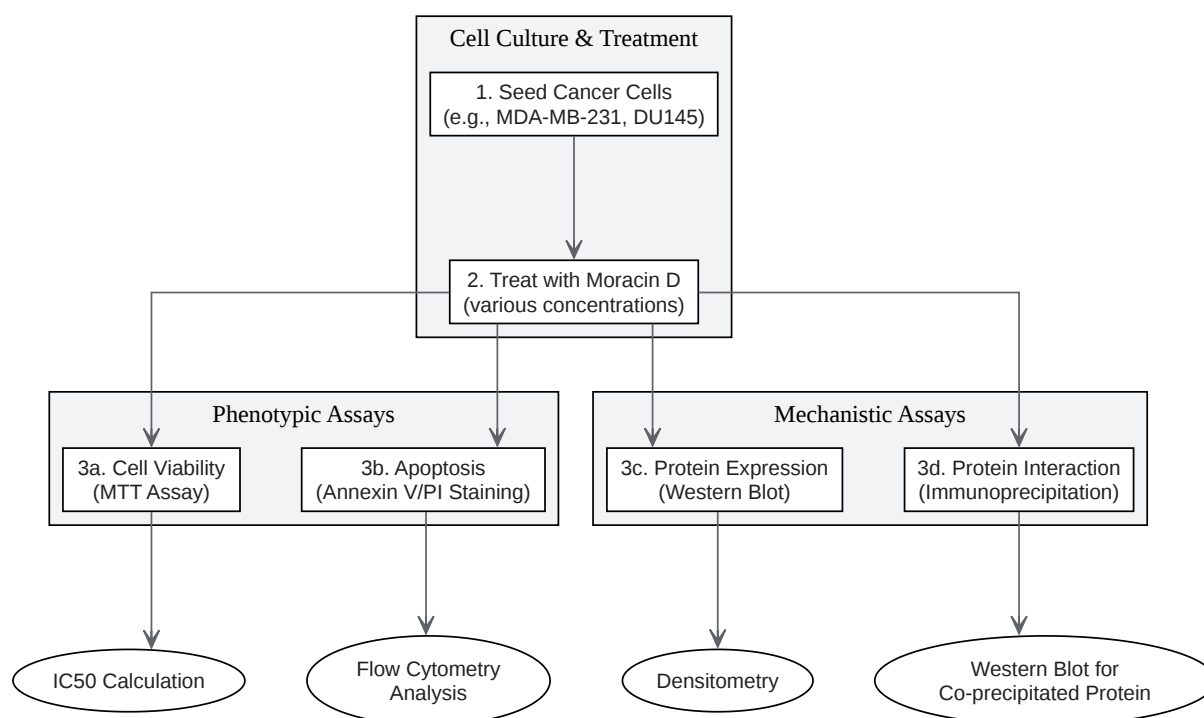 Cell Culture & Treatment
1. Seed Cancer Cells
(e.g., MDA-MB-231, DU145)
2. Treat with Moracin D
(various concentrations)
Phenotypic Assays
Mechanistic Assays
3a. Cell Viability
(MTT Assay)
3b. Apoptosis
(Annexin V/PI Staining)
3c. Protein Expression
(Western Blot)
3d. Protein Interaction
(Immunoprecipitation)
IC50 Calculation
Flow Cytometry
Analysis
Densitometry
Western Blot for
Co-precipitated Protein